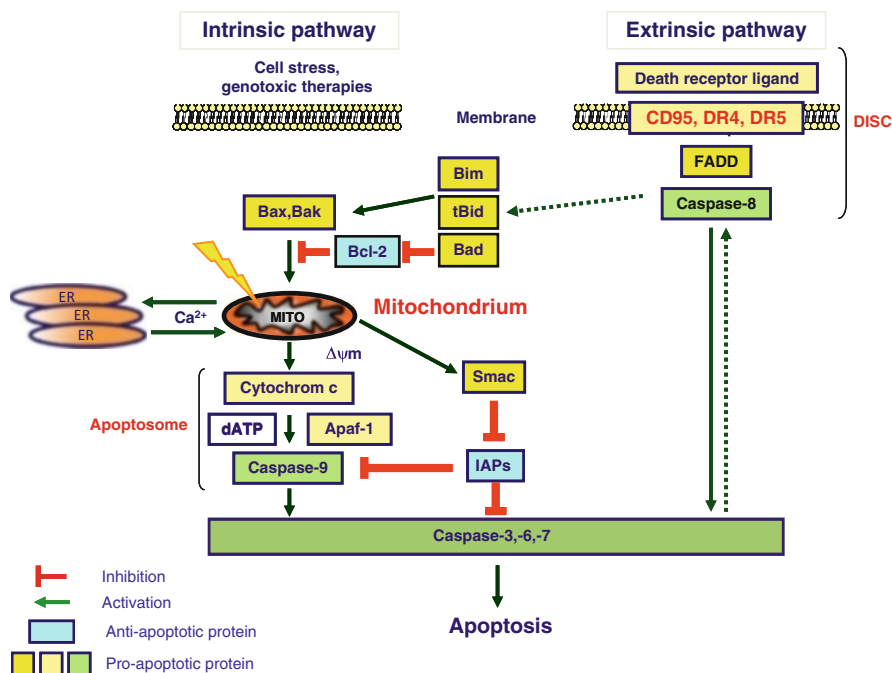 Intrinsic pathway
Extrinsic pathway
Cell stress,
genotoxic therapies
Death receptor ligand
Membrane
CD95, DR4, DR5
DISC
FADD
Bim
Caspase-8
Bax,Bak
tBid
Bcl-2
Bad
ER
ER
ER
Ca²⁺
MITO
Mitochondrium
Δψm
Cytochrom c
Smac
Apoptosome
dATP
Apaf-1
Caspase-9
IAPs
Caspase-3,-6,-7
Inhibition
Activation
Anti-apoptotic protein
Pro-apoptotic protein
Apoptosis